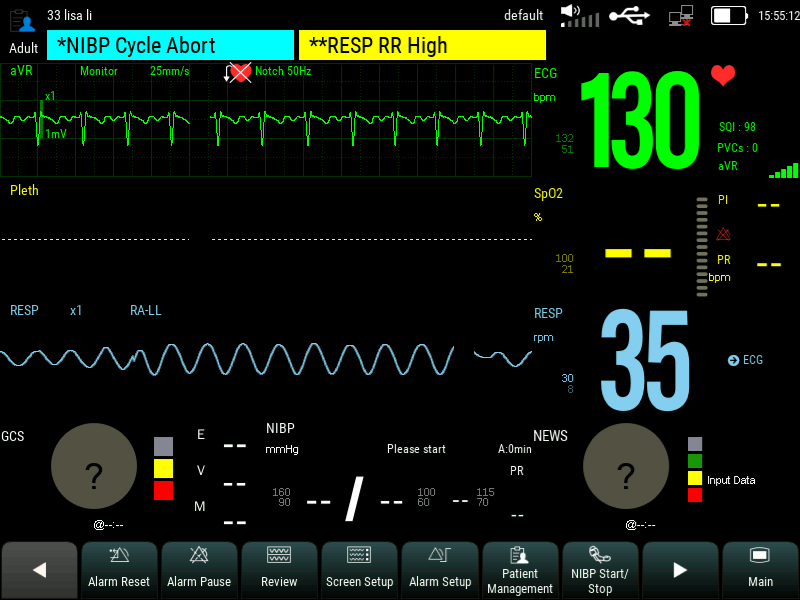 33 lisa li
default
15:55:12
Adult
*NIBP Cycle Abort
**RESP RR High
aVR
Monitor
25mm/s
Notch 50Hz
x1
1mV
ECG
bpm
132
51
130
SQI : 98
PVCs : 0
aVR
Pleth
SpO2
%
100
21
-- --
PI
--
PR
--
bpm
RESP
x1
RA-LL
RESP
rpm
30
8
35
ECG
GCS
?
@--:--
E
--
V
--
M
--
NIBP
mmHg
Please start
A:0min
160
90
-- / --
100
60
--
115
70
PR
--
NEWS
?
Input Data
@--:--
Alarm Reset
Alarm Pause
Review
Screen Setup
Alarm Setup
Patient
Management
NIBP Start/
Stop
Main